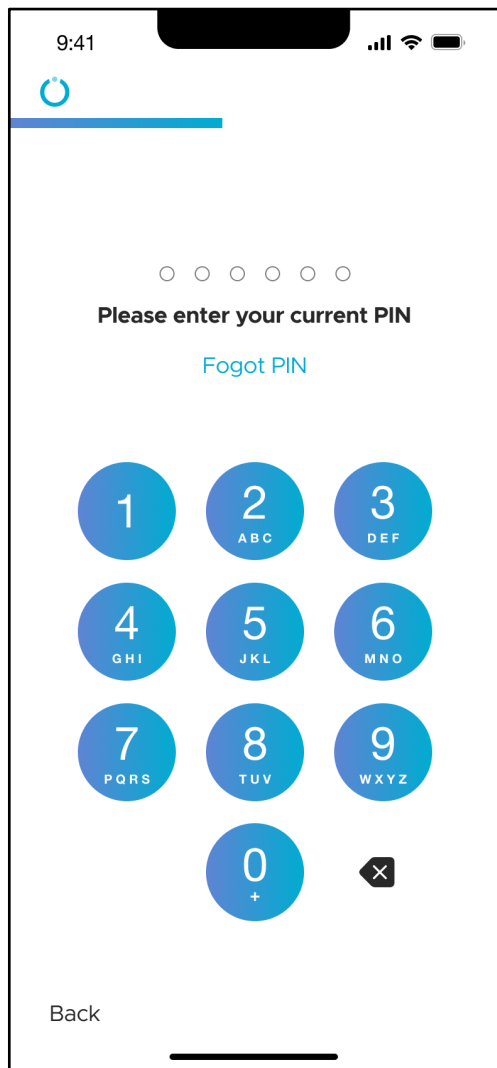 9:41
Please enter your current PIN
Fogot PIN
1 2 3
ABC DEF
4 5 6
GHI JKL MNO
7 8 9
PQRS TUV WXYZ
0
+
Back